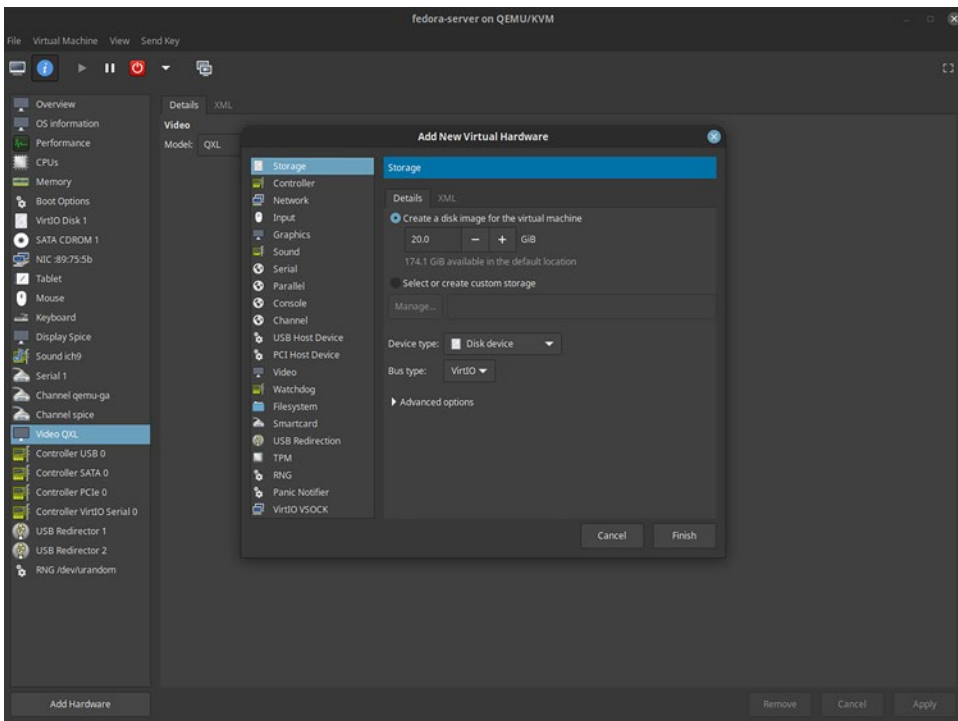 fedora-server on QEMU/KVM
File Virtual Machine View Send Key
Overview
OS information
Performance
CPUs
Memory
Boot Options
VirtIO Disk 1
SATA CDROM 1
NIC :89:75:5b
Tablet
Mouse
Keyboard
Display Spice
Sound ich9
Serial 1
Channel qemu-ga
Channel spice
Video QXL
Controller USB 0
Controller SATA 0
Controller PCIe 0
Controller VirtIO Serial 0
USB Redirector 1
USB Redirector 2
RNG /dev/urandom
Add Hardware
Details XML
Video
Model: QXL
Add New Virtual Hardware
Storage
Controller
Network
Input
Graphics
Sound
Serial
Parallel
Console
Channel
USB Host Device
PCI Host Device
Video
Watchdog
Filesystem
Smartcard
USB Redirection
TPM
RNG
Panic Notifier
VirtIO VSOCK
Storage
Details XML
Create a disk image for the virtual machine
20.0 − + GiB
174.1 GiB available in the default location
Select or create custom storage
Manage...
Device type: Disk device
Bus type: VirtIO
Advanced options
Cancel Finish
Remove Cancel Apply